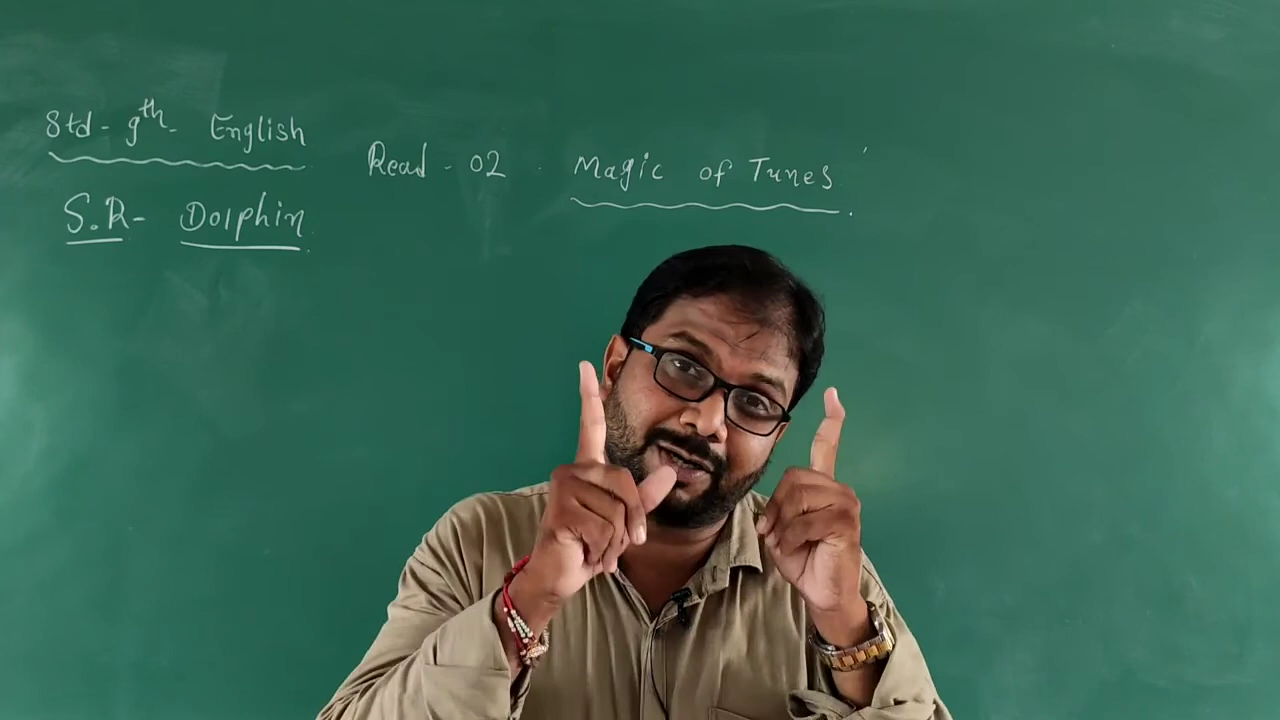 Std - 9th - English
Read - 02 . Magic of Tunes
S.R - Dolphin